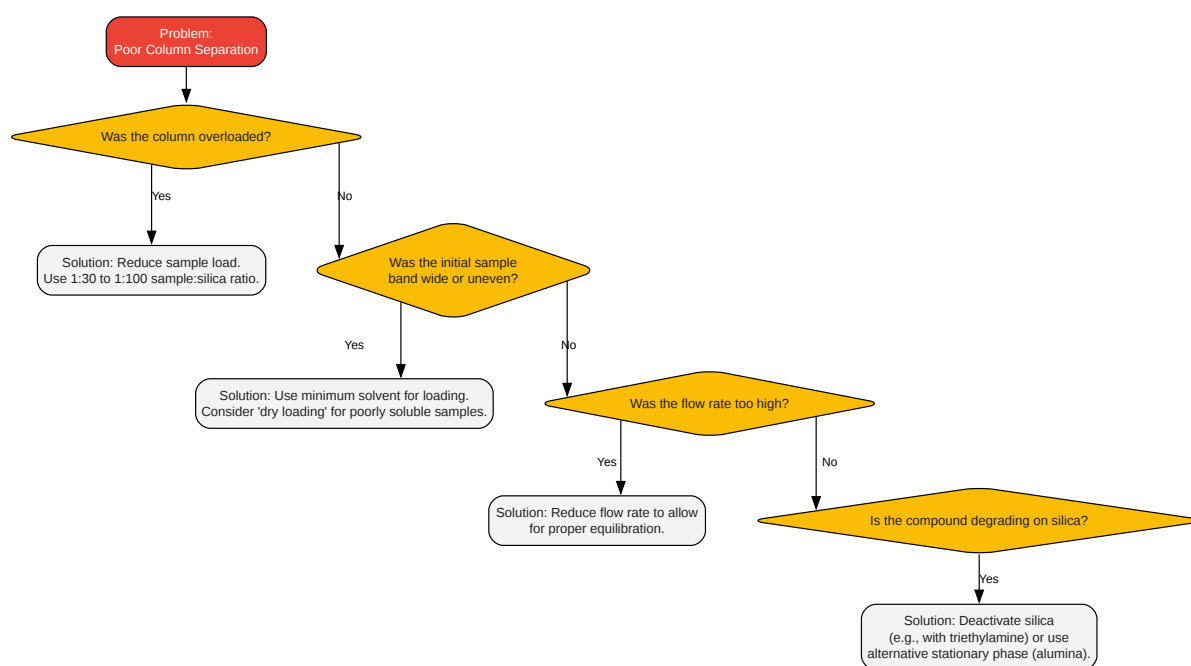 Problem:
Poor Column Separation
Was the column overloaded?
Yes
No
Solution: Reduce sample load.
Use 1:30 to 1:100 sample:silica ratio.
Was the initial sample
band wide or uneven?
Yes
No
Solution: Use minimum solvent for loading.
Consider 'dry loading' for poorly soluble samples.
Was the flow rate too high?
Yes
No
Solution: Reduce flow rate to allow
for proper equilibration.
Is the compound degrading on silica?
Yes
Solution: Deactivate silica
(e.g., with triethylamine) or use
alternative stationary phase (alumina).